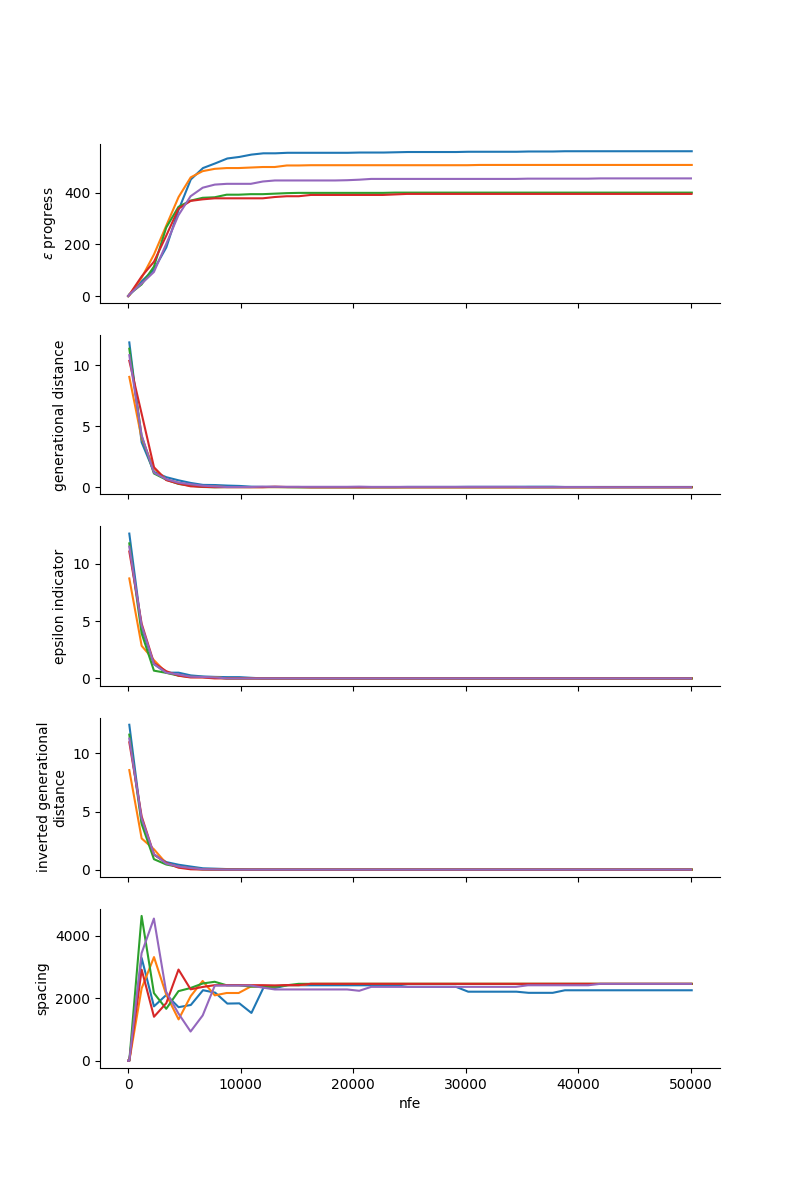 ε progress
400
200
0
generational distance
10
5
0
epsilon indicator
10
5
0
inverted generational
distance
10
5
0
spacing
4000
2000
0
0 10000 20000 30000 40000 50000
nfe